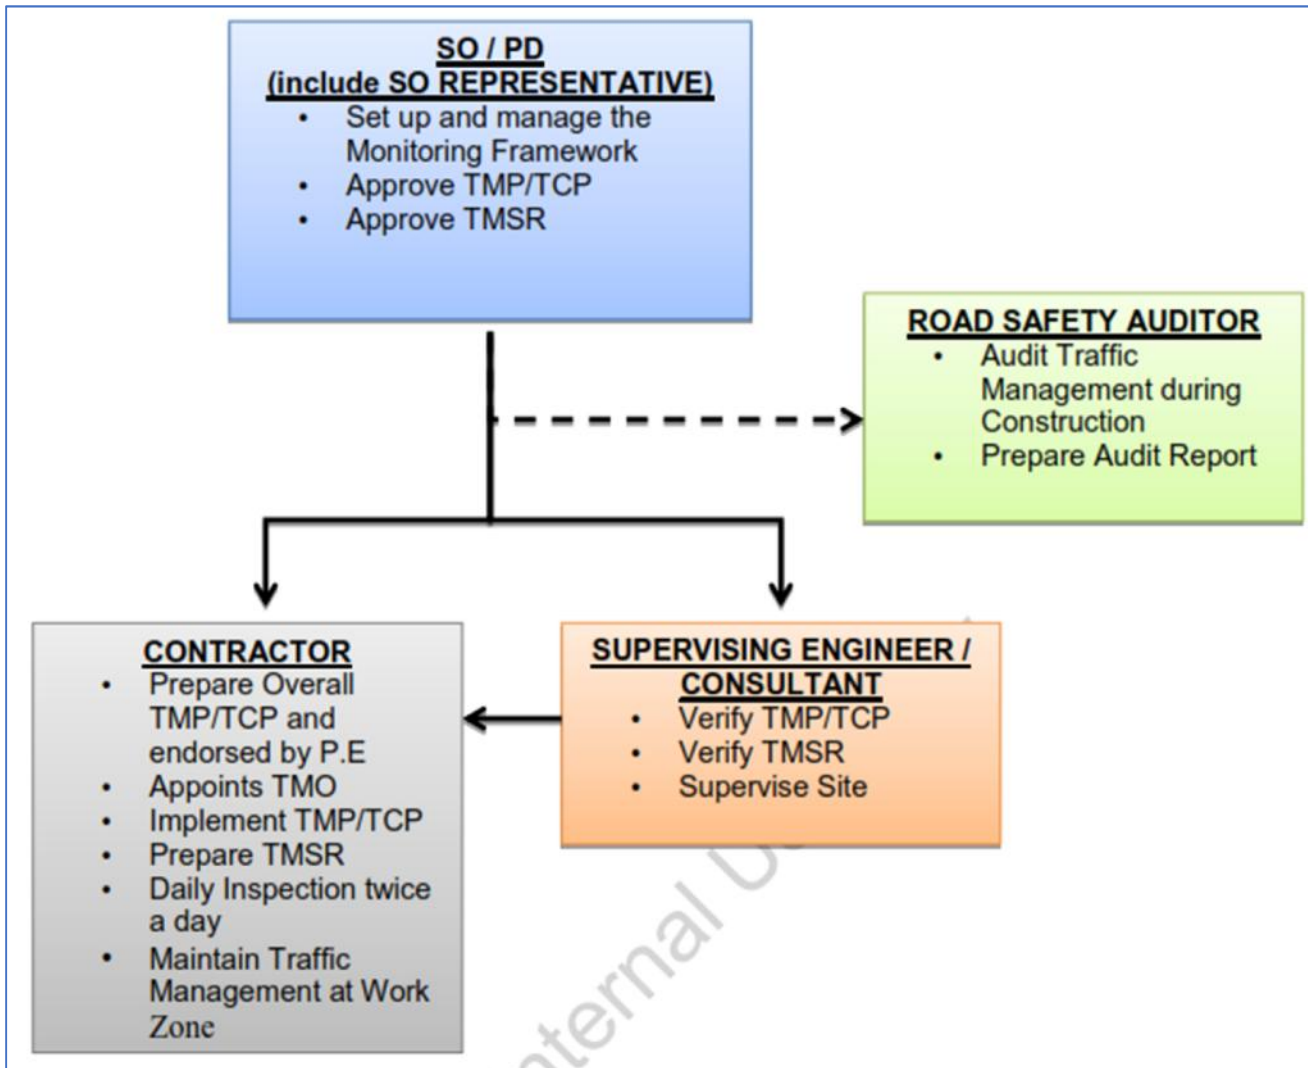 SO / PD
(include SO REPRESENTATIVE)
• Set up and manage the
Monitoring Framework
• Approve TMP/TCP
• Approve TMSR
ROAD SAFETY AUDITOR
• Audit Traffic
Management during
Construction
• Prepare Audit Report
CONTRACTOR
• Prepare Overall
TMP/TCP and
endorsed by P.E
• Appoints TMO
• Implement TMP/TCP
• Prepare TMSR
• Daily Inspection twice
a day
• Maintain Traffic
Management at Work
Zone
SUPERVISING ENGINEER /
CONSULTANT
• Verify TMP/TCP
• Verify TMSR
• Supervise Site